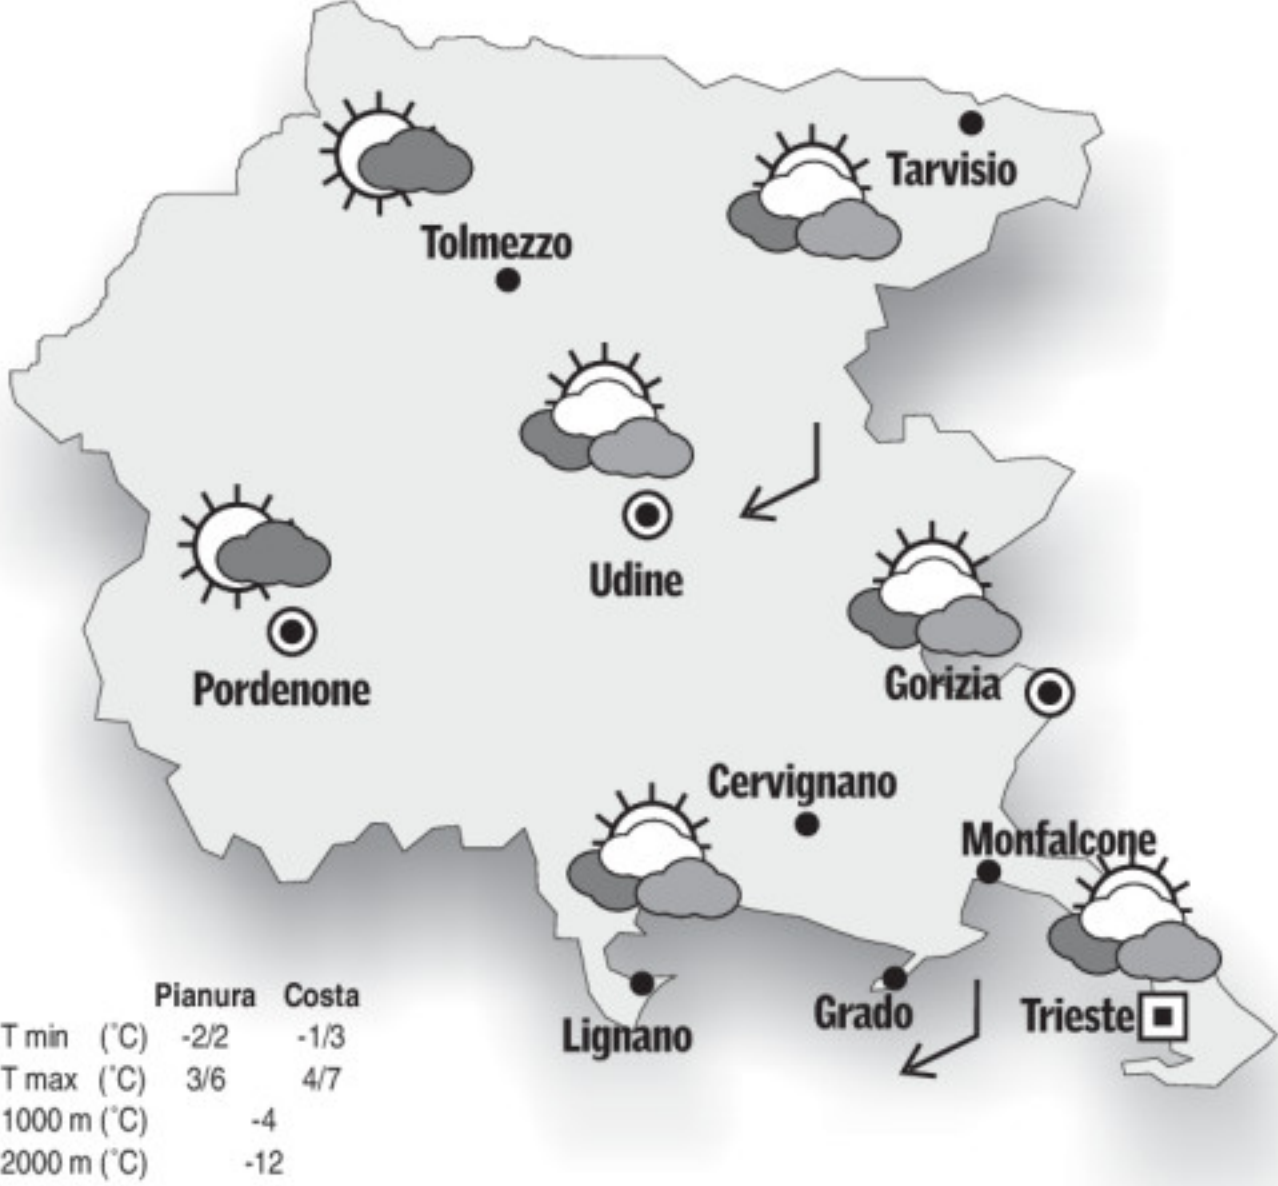 Tarvisio
Tolmezzo
Udine
Pordenone
Gorizia
Cervignano
Monfalcone
Pianura Costa
Grado
Trieste
Lignano
T min (°C) -2/2 -1/3
T max (°C) 3/6 4/7
1000 m (°C) -4
2000 m (°C) -12